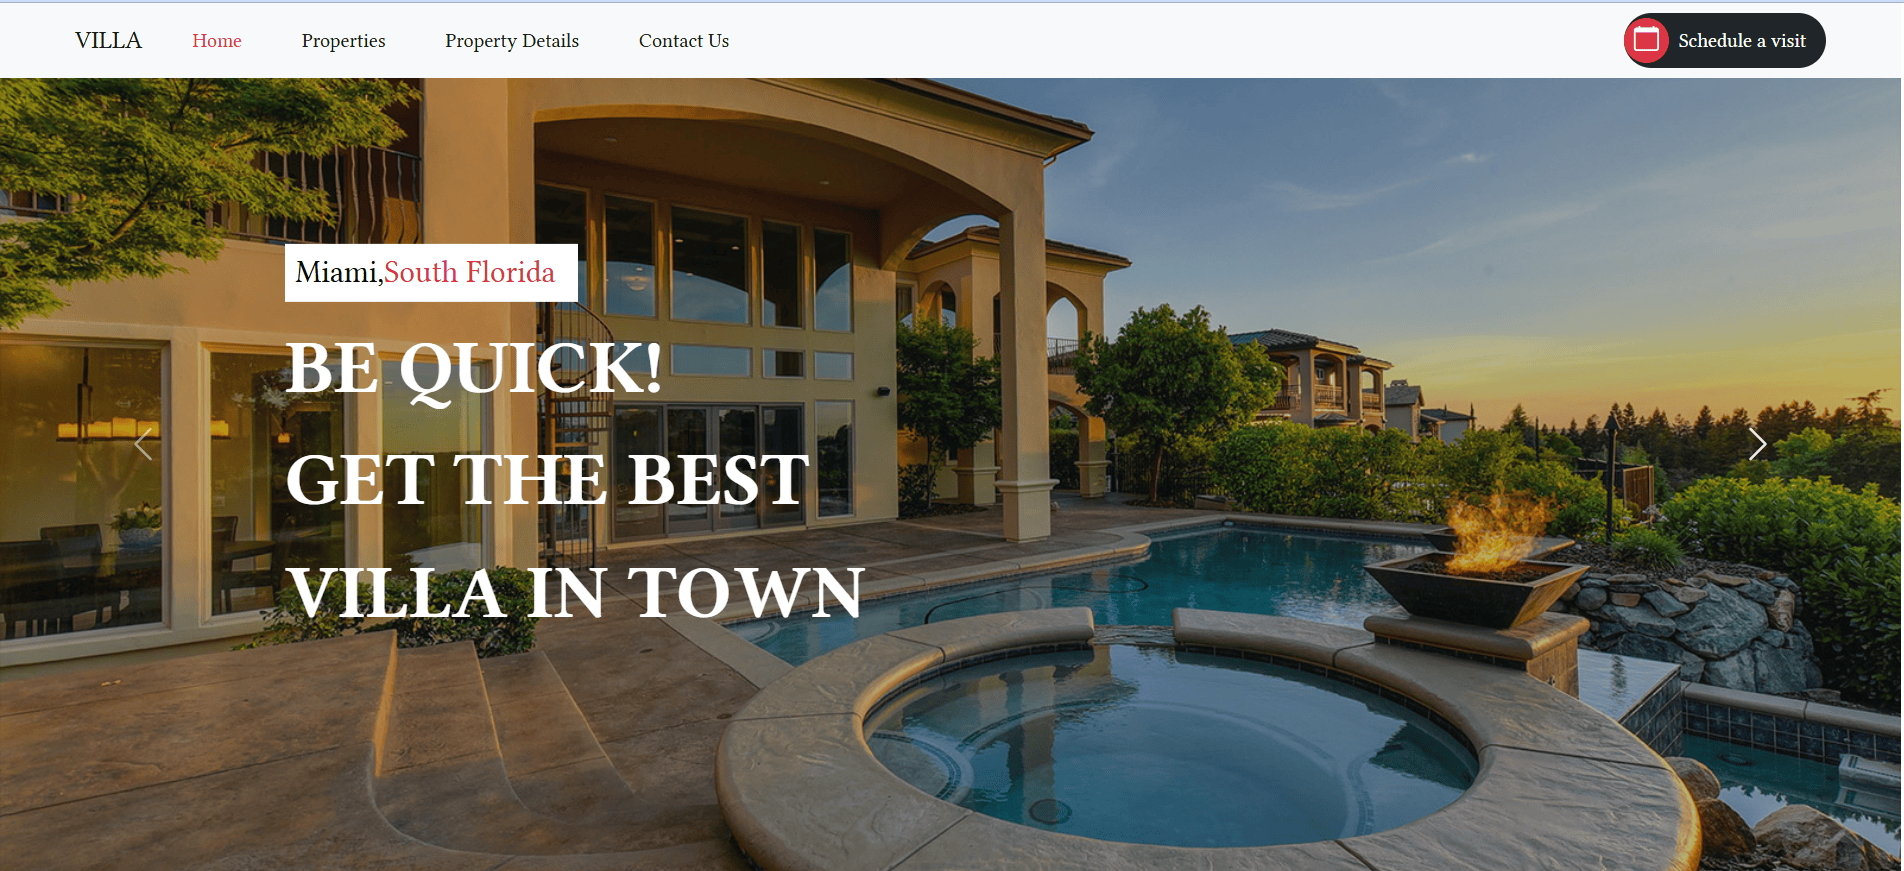 VILLA Home Properties Property Details Contact Us Schedule a visit
Miami,South Florida
BE QUICK!
GET THE BEST
VILLA IN TOWN